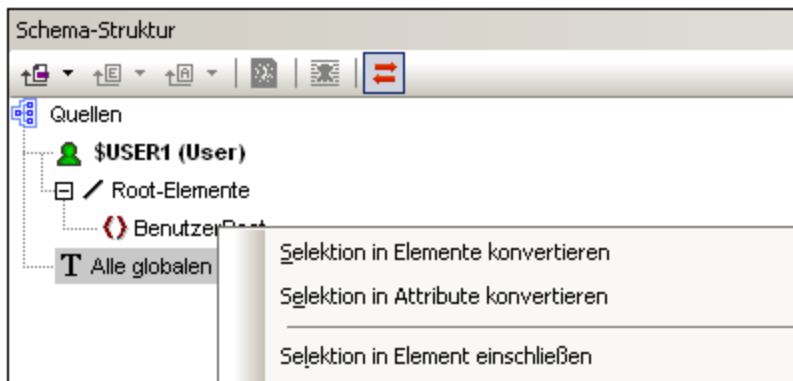 Schema-Struktur
Quellen
$USER1 (User)
Root-Elemente
BenutzerRoot
Selektion in Elemente konvertieren
T Alle globalen
Selektion in Attribute konvertieren
Selektion in Element einschließen